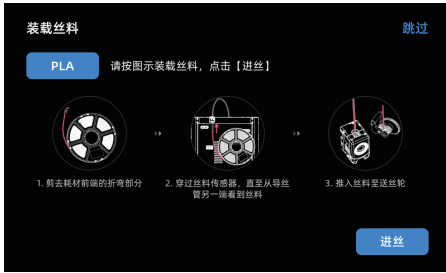 装载丝料
跳过
PLA
请按图示装载丝料，点击【进丝】
1. 剪去耗材前端的折弯部分
2. 穿过丝料传感器，直至从导丝
管另一端看到丝料
3. 推入丝料至送丝轮
进丝